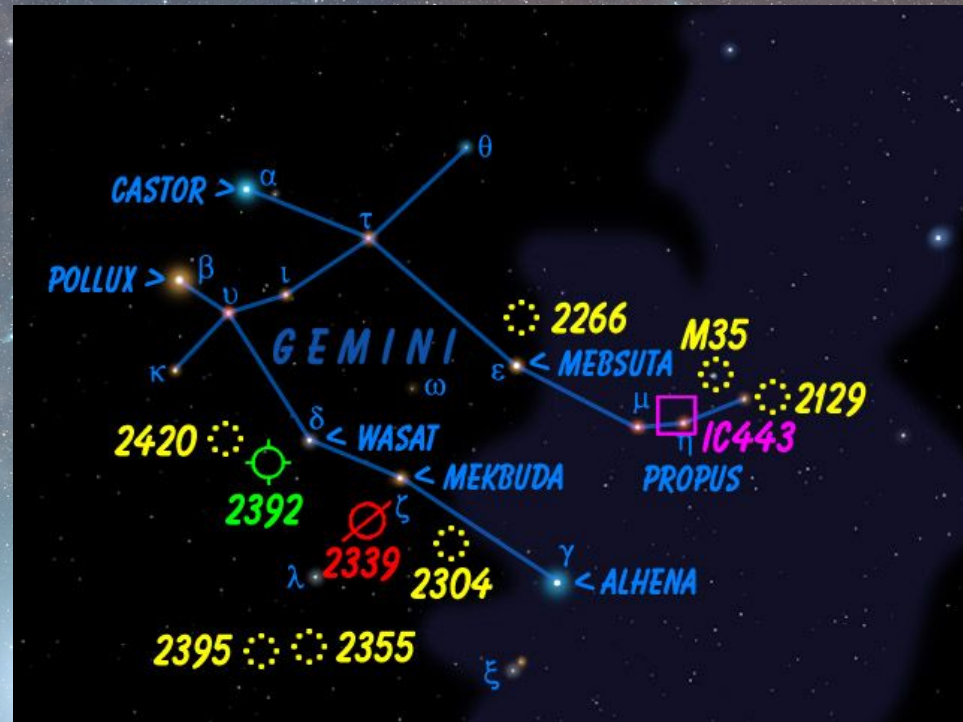 θ
CASTOR > α
τ
POLLUX > β
υ ι
GEMINI
2266
M35
κ
ε < MEBSUTA
ω
μ
2129
2420
δ < WASAT
η IC443
2392
< MEKBUDA
PROPUS
ζ
2339
λ
2304
γ
< ALHENA
2395 2355
ξ